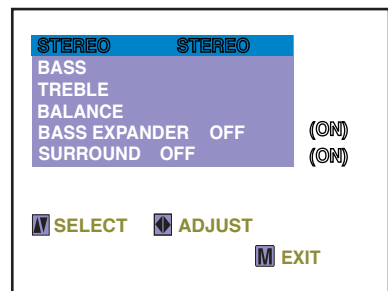 STEREO STEREO
BASS
TREBLE
BALANCE
BASS EXPANDER OFF (ON)
SURROUND OFF (ON)
SELECT ADJUST
M EXIT